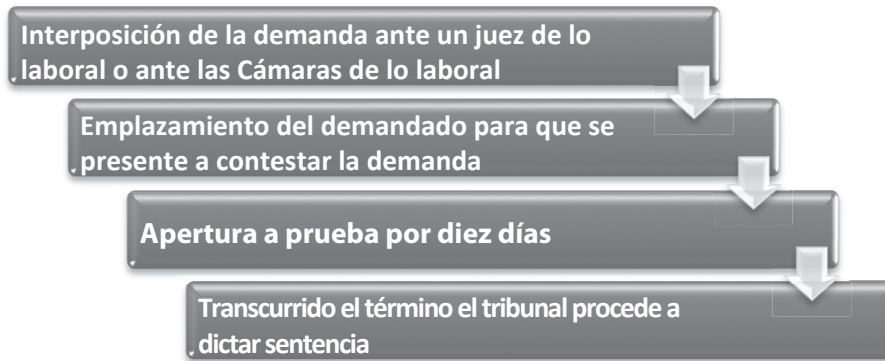 Interposición de la demanda ante un juez de lo
laboral o ante las Cámaras de lo laboral
Emplazamiento del demandado para que se
presente a contestar la demanda
Apertura a prueba por diez días
Transcurrido el término el tribunal procede a
dictar sentencia